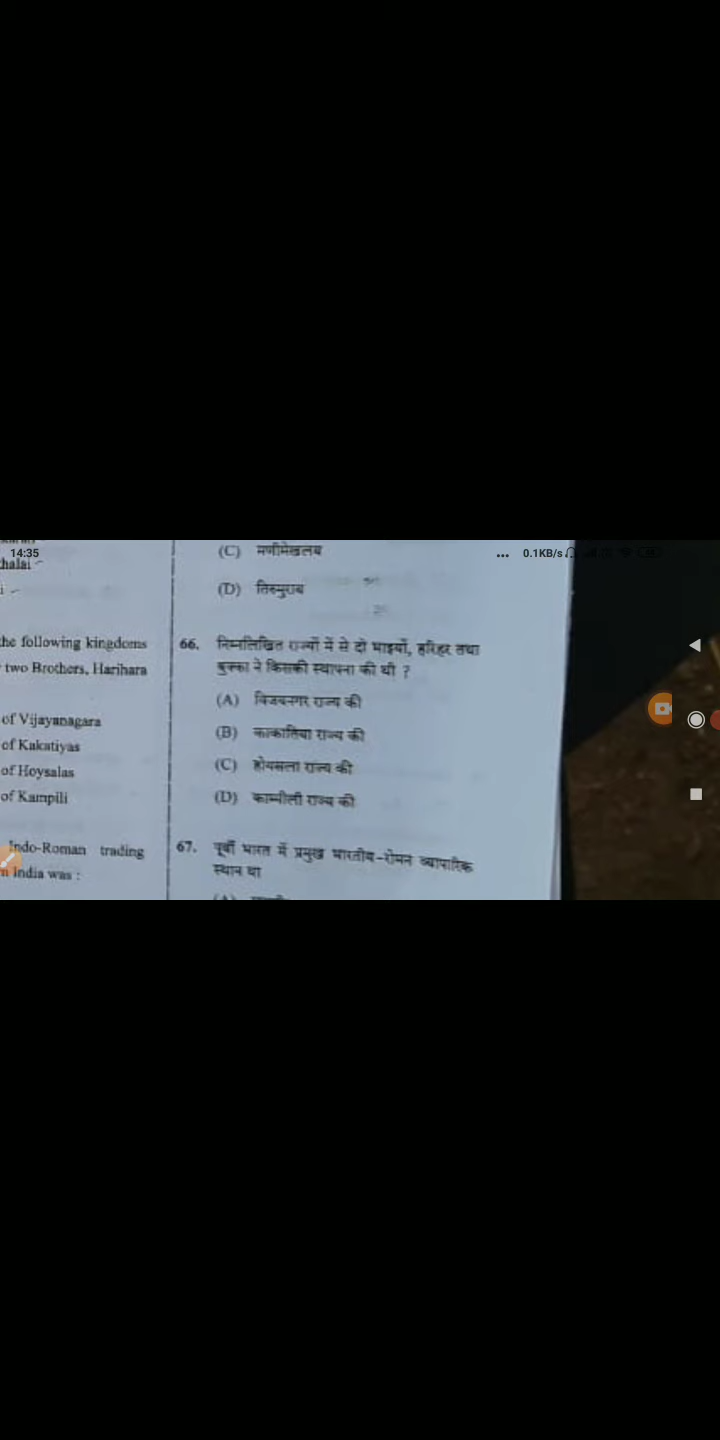 14:35
... 0.1KB/s
thalai
i
the following kingdoms
two Brothers, Harihara
of Vijayanagara
of Kakatiyas
of Hoysalas
of Kampili
Indo-Roman trading
n India was :
(C) मणीमेखलय
(D) तिरुमुराय
66. निम्नलिखित राज्यों में से दो भाइयों, हरिहर तथा
बुक्का ने किसकी स्थापना की थी ?
(A) विजयनगर राज्य की
(B) काकातिया राज्य की
(C) होयसला राज्य की
(D) काम्पीली राज्य की
67. पूर्वी भारत में प्रमुख भारतीय-रोमन व्यापारिक
स्थान था
(A)